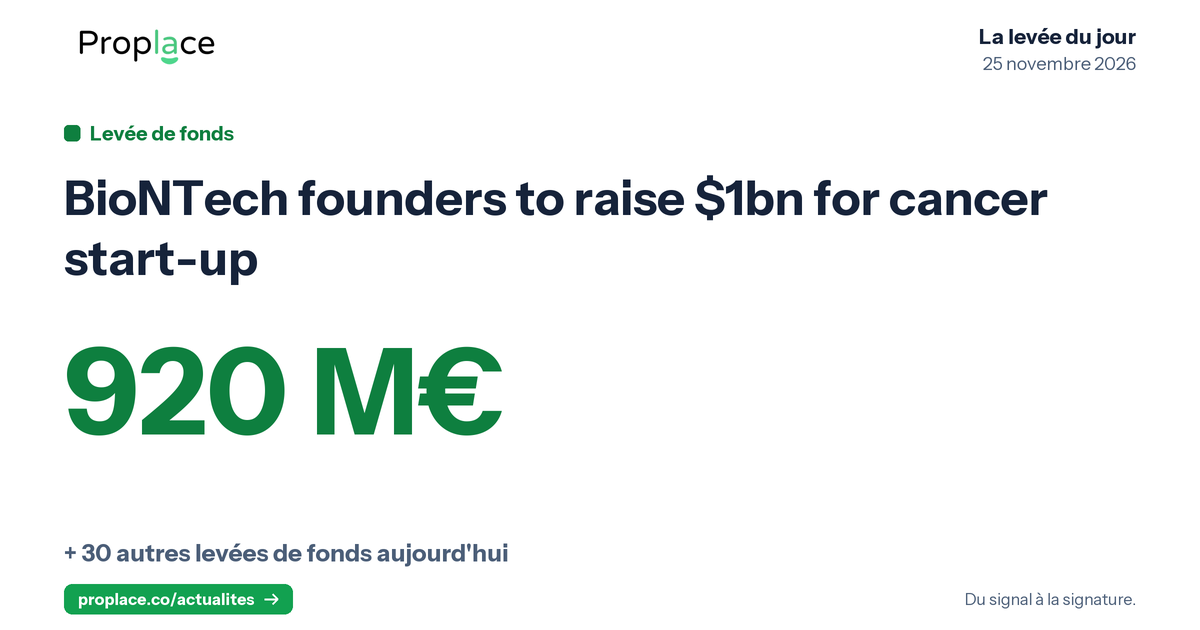 Proplace
La levée du jour
25 novembre 2026
Levée de fonds
BioNTech founders to raise $1bn for cancer
start-up
920 M€
+ 30 autres levées de fonds aujourd'hui
proplace.co/actualites →
Du signal à la signature.